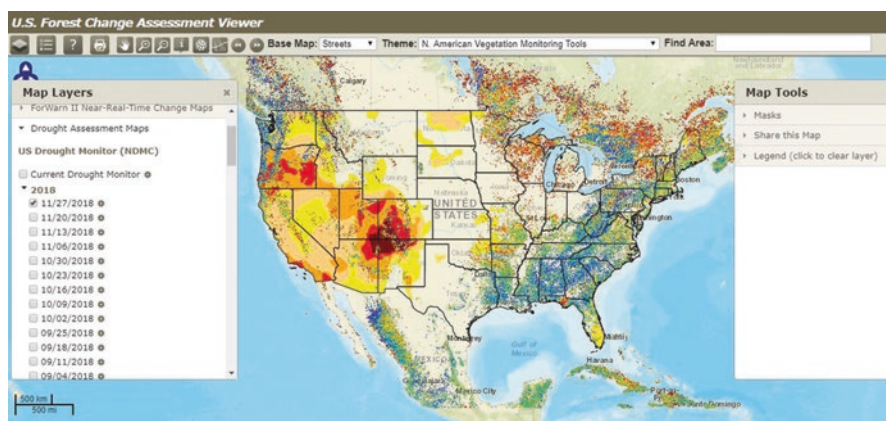 U.S. Forest Change Assessment Viewer
Base Map: Streets Theme: N. American Vegetation Monitoring Tools Find Area:
Map Layers ×
ForWarn II Near-Real-Time Change Maps
Drought Assessment Maps
US Drought Monitor (NDMC)
Current Drought Monitor
2018
11/27/2018
11/20/2018
11/13/2018
11/06/2018
10/30/2018
10/23/2018
10/16/2018
10/09/2018
10/02/2018
09/25/2018
09/18/2018
09/11/2018
09/04/2018
500 km
500 mi
Calgary
Nebraska
UNITED
STATES
Kansas
Chicago
Detroit
Boston
Washington
Monterrey
MEXICO
Mexico City
Gulf of
Mexico
Miami
Havana
Santo Domingo
Map Tools
Masks
Share this Map
Legend (click to clear layer)